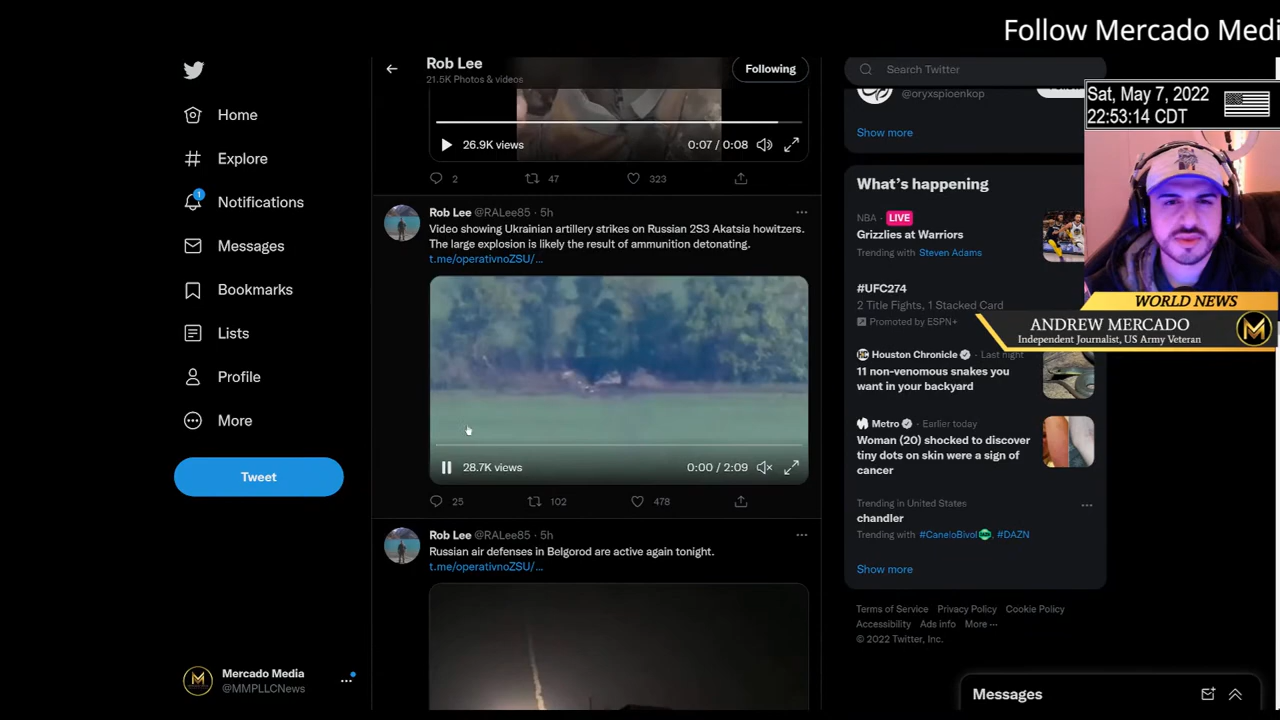 Follow Mercado Medi
Home
Explore
1
Notifications
Messages
Bookmarks
Lists
Profile
More
Tweet
Mercado Media
@MMPLLCNews
Rob Lee
21.5K Photos & videos
Following
26.9K views
0:07 / 0:08
2
47
323
Rob Lee @RALee85 · 5h
Video showing Ukrainian artillery strikes on Russian 2S3 Akatsia howitzers.
The large explosion is likely the result of ammunition detonating.
t.me/operativnoZSU/...
28.7K views
0:00 / 2:09
25
102
478
Rob Lee @RALee85 · 5h
Russian air defenses in Belgorod are active again tonight.
t.me/operativnoZSU/...
Search Twitter
@oryxspioenkop
Show more
What's happening
NBA · LIVE
Grizzlies at Warriors
Trending with Steven Adams
#UFC274
2 Title Fights, 1 Stacked Card
Promoted by ESPN+
Houston Chronicle · Last night
11 non-venomous snakes you
want in your backyard
Metro · Earlier today
Woman (20) shocked to discover
tiny dots on skin were a sign of
cancer
Trending in United States
chandler
Trending with #CaneloBivol, #DAZN
Show more
Terms of Service Privacy Policy Cookie Policy
Accessibility Ads info More ···
© 2022 Twitter, Inc.
Messages
Sat, May 7, 2022
22:53:14 CDT
WORLD NEWS
ANDREW MERCADO
Independent Journalist, US Army Veteran
M